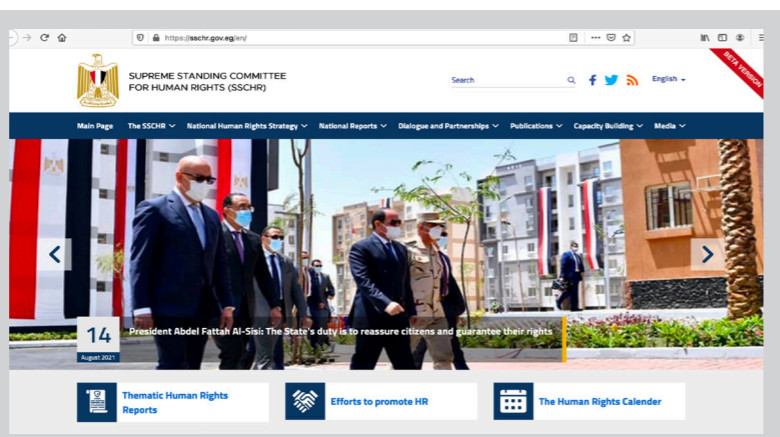 https://sschr.gov.eg/en/
SUPREME STANDING COMMITTEE
FOR HUMAN RIGHTS (SSCHR)
Search
English
BETA VERSION
Main Page The SSCHR National Human Rights Strategy National Reports Dialogue and Partnerships Publications Capacity Building Media
14
August 2021
President Abdel Fattah Al-Sisi: The State's duty is to reassure citizens and guarantee their rights
Thematic Human Rights
Reports
Efforts to promote HR
The Human Rights Calender